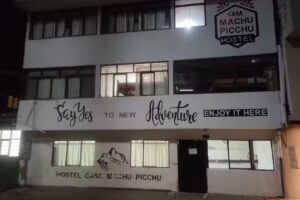 CASA
MACHU
PICCHU
HOSTEL
Say Yes TO NEW Adventure ENJOY IT HERE
HOSTEL CASA MACHU PICCHU